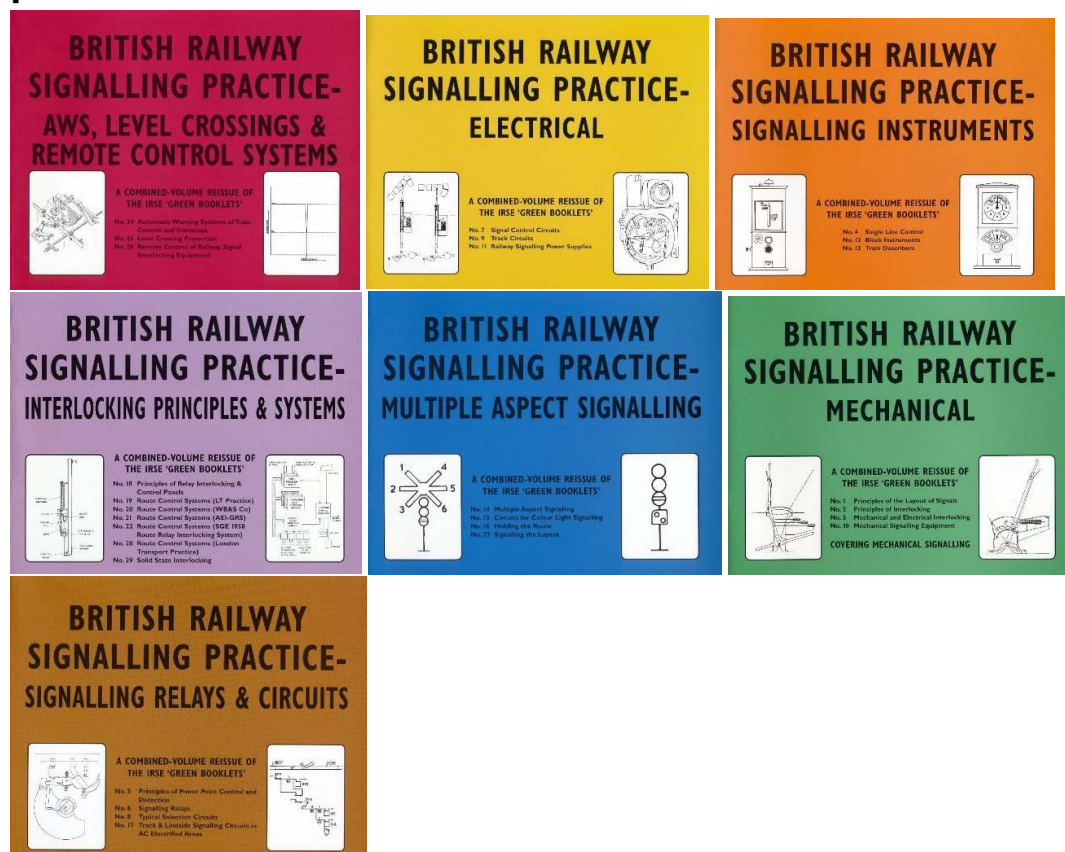 BRITISH RAILWAY
SIGNALLING PRACTICE-
AWS, LEVEL CROSSINGS &
REMOTE CONTROL SYSTEMS
A COMBINED-VOLUME REISSUE OF
THE IRSE 'GREEN BOOKLETS'
No. 24 Automatic Warning Systems of Train
Control and Trainstops
No. 25 Level Crossing Protection
No. 26 Remote Control of Railway Signal
Interlocking Equipment
BRITISH RAILWAY
SIGNALLING PRACTICE-
ELECTRICAL
A COMBINED-VOLUME REISSUE OF
THE IRSE 'GREEN BOOKLETS'
No. 7 Signal Control Circuits
No. 9 Track Circuits
No. 11 Railway Signalling Power Supplies
BRITISH RAILWAY
SIGNALLING PRACTICE-
SIGNALLING INSTRUMENTS
A COMBINED-VOLUME REISSUE OF
THE IRSE 'GREEN BOOKLETS'
No. 4 Single Line Control
No. 12 Block Instruments
No. 13 Train Describers
BRITISH RAILWAY
SIGNALLING PRACTICE-
INTERLOCKING PRINCIPLES & SYSTEMS
A COMBINED-VOLUME REISSUE OF
THE IRSE 'GREEN BOOKLETS'
No. 18 Principles of Relay Interlocking &
Control Panels
No. 19 Route Control Systems (LT Practice)
No. 20 Route Control Systems (WB&S Co)
No. 21 Route Control Systems (AEI-GRS)
No. 22 Route Control Systems (SGE 1958
Route Relay Interlocking System)
No. 28 Route Control Systems (London
Transport Practice)
No. 29 Solid State Interlocking
BRITISH RAILWAY
SIGNALLING PRACTICE-
MULTIPLE ASPECT SIGNALLING
1 4
2 5
3 6
A COMBINED-VOLUME REISSUE OF
THE IRSE 'GREEN BOOKLETS'
No. 14 Multiple Aspect Signalling
No. 15 Circuits for Colour Light Signalling
No. 16 Holding the Route
No. 27 Signalling the Layout
BRITISH RAILWAY
SIGNALLING PRACTICE-
MECHANICAL
A COMBINED-VOLUME REISSUE OF
THE IRSE 'GREEN BOOKLETS'
No. 1 Principles of the Layout of Signals
No. 2 Principles of Interlocking
No. 3 Mechanical and Electrical Interlocking
No. 10 Mechanical Signalling Equipment
COVERING MECHANICAL SIGNALLING
BRITISH RAILWAY
SIGNALLING PRACTICE-
SIGNALLING RELAYS & CIRCUITS
A COMBINED-VOLUME REISSUE OF
THE IRSE 'GREEN BOOKLETS'
No. 5 Principles of Power Point Control and
Detection
No. 6 Signalling Relays
No. 8 Typical Selection Circuits
No. 17 Track & Lineside Signalling Circuits in
AC Electrified Areas